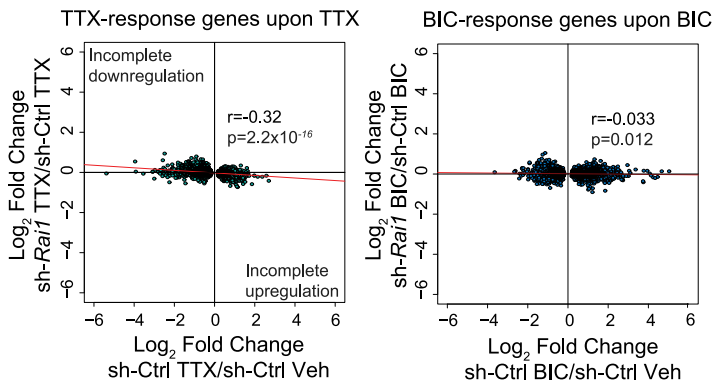 TTX-response genes upon TTX
Log2 Fold Change
sh-Rai1 TTX/sh-Ctrl TTX
6
4
2
0
−2
−4
−6
Incomplete
downregulation
r=-0.32
p=2.2x10-16
Incomplete
upregulation
−6 −4 −2 0 2 4 6
Log2 Fold Change
sh-Ctrl TTX/sh-Ctrl Veh
BIC-response genes upon BIC
Log2 Fold Change
sh-Rai1 BIC/sh-Ctrl BIC
6
4
2
0
−2
−4
−6
r=-0.033
p=0.012
−6 −4 −2 0 2 4 6
Log2 Fold Change
sh-Ctrl BIC/sh-Ctrl Veh